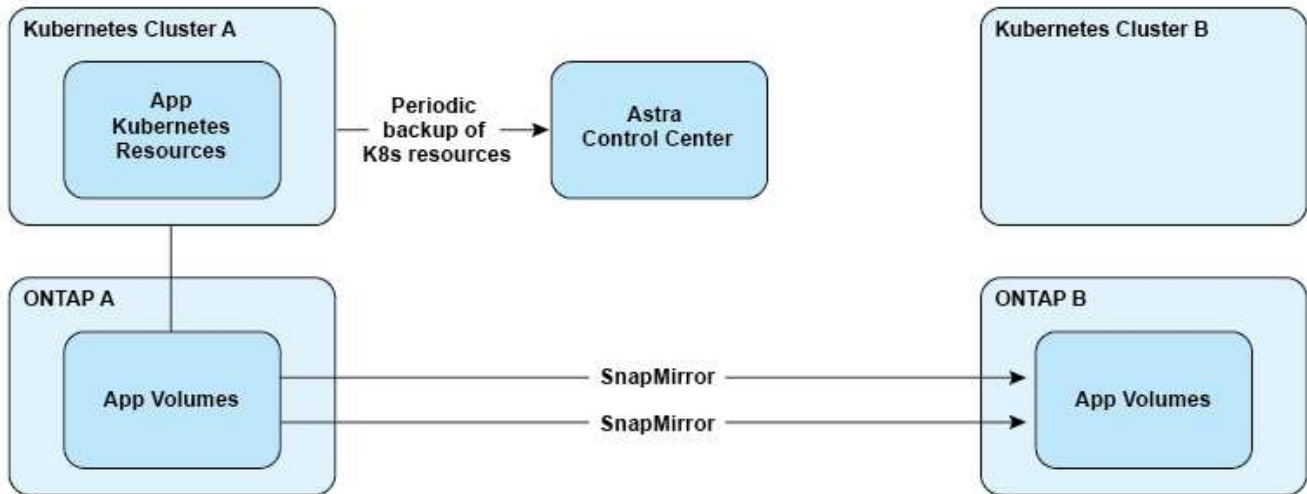 Kubernetes Cluster A
App
Kubernetes
Resources
Periodic
backup of
K8s resources
Astra
Control Center
Kubernetes Cluster B
ONTAP A
App Volumes
SnapMirror
SnapMirror
ONTAP B
App Volumes